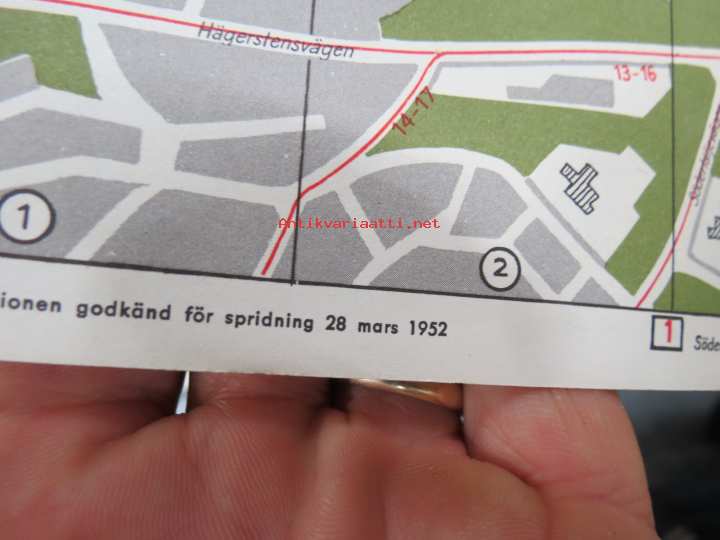 Hägerstensvägen
13-16
14-17
1
Antikvariaatti.net
2
ionen godkänd för spridning 28 mars 1952
1
Söde